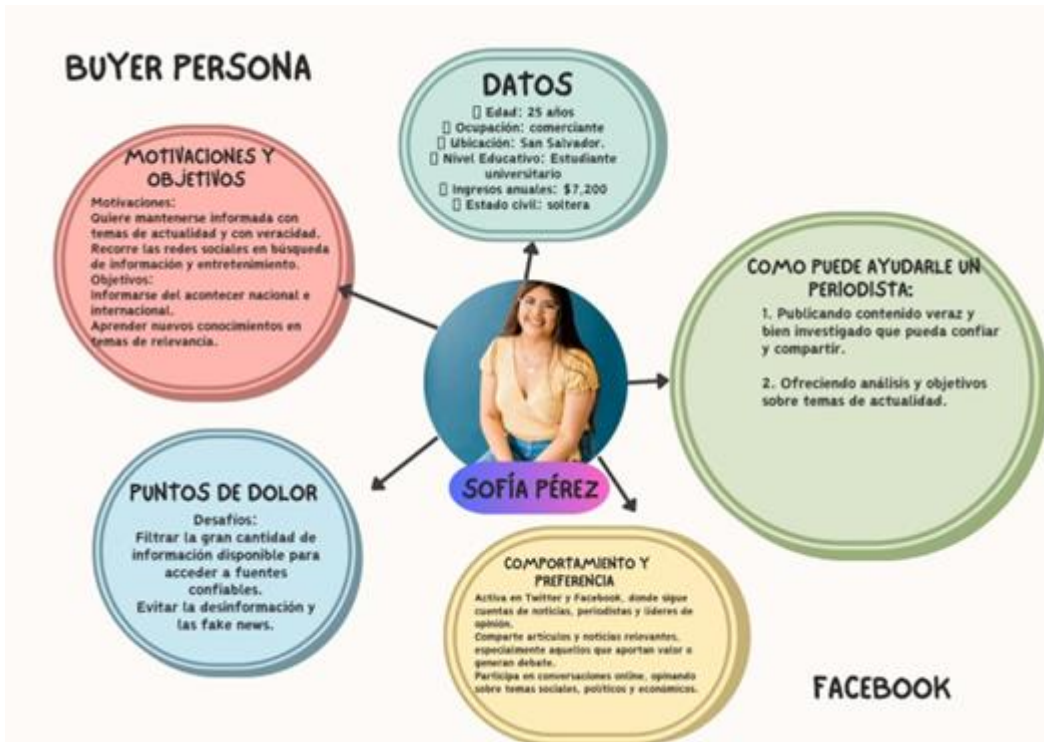 BUYER PERSONA
DATOS
Edad: 25 años
Ocupación: comerciante
Ubicación: San Salvador.
Nivel Educativo: Estudiante
universitario
Ingresos anuales: $7,200
Estado civil: soltera
MOTIVACIONES Y
OBJETIVOS
Motivaciones:
Quiere mantenerse informada con
temas de actualidad y con veracidad.
Recorre las redes sociales en búsqueda
de información y entretenimiento.
Objetivos:
Informarse del acontecer nacional e
internacional.
Aprender nuevos conocimientos en
temas de relevancia.
COMO PUEDE AYUDARLE UN
PERIODISTA:
1. Publicando contenido veraz y
bien investigado que pueda confiar
y compartir.
2. Ofreciendo análisis y objetivos
sobre temas de actualidad.
SOFÍA PÉREZ
PUNTOS DE DOLOR
Desafíos:
Filtrar la gran cantidad de
información disponible para
acceder a fuentes
confiables.
Evitar la desinformación y
las fake news.
COMPORTAMIENTO Y
PREFERENCIA
Activa en Twitter y Facebook, donde sigue
cuentas de noticias, periodistas y líderes de
opinión.
Comparte artículos y noticias relevantes,
especialmente aquellos que aportan valor o
generan debate.
Participa en conversaciones online, opinando
sobre temas sociales, políticos y económicos.
FACEBOOK